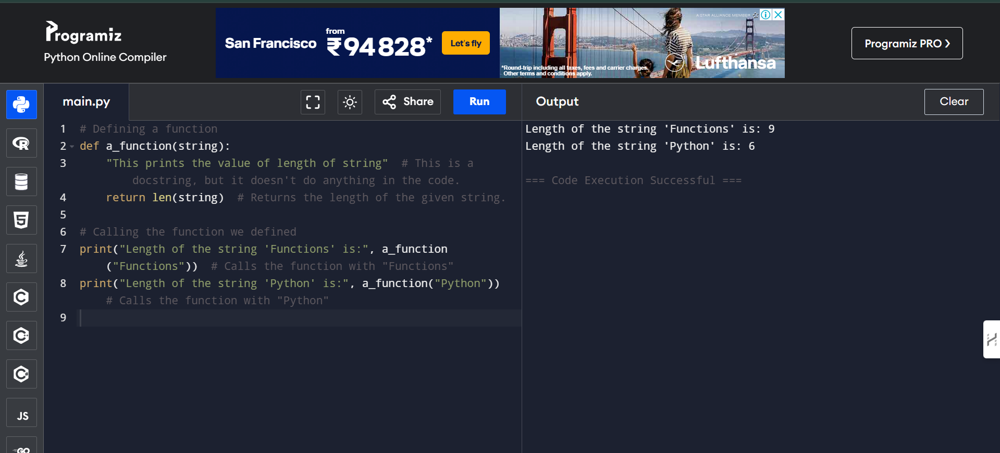 Programiz
Python Online Compiler
San Francisco
from
₹94 828*
Let's fly
A STAR ALLIANCE MEMBER
*Round-trip including all taxes, fees and carrier charges.
Other terms and conditions apply.
Lufthansa
Programiz PRO ❯
main.py
Share
Run
Output
Clear
1 # Defining a function
2 def a_function(string):
3 "This prints the value of length of string"  # This is a
docstring, but it doesn't do anything in the code.
4 return len(string)  # Returns the length of the given string.
5
6 # Calling the function we defined
7 print("Length of the string 'Functions' is:", a_function
("Functions"))  # Calls the function with "Functions"
8 print("Length of the string 'Python' is:", a_function("Python"))
# Calls the function with "Python"
9
Length of the string 'Functions' is: 9
Length of the string 'Python' is: 6
=== Code Execution Successful ===
R
5
C
C++
C#
JS
GO